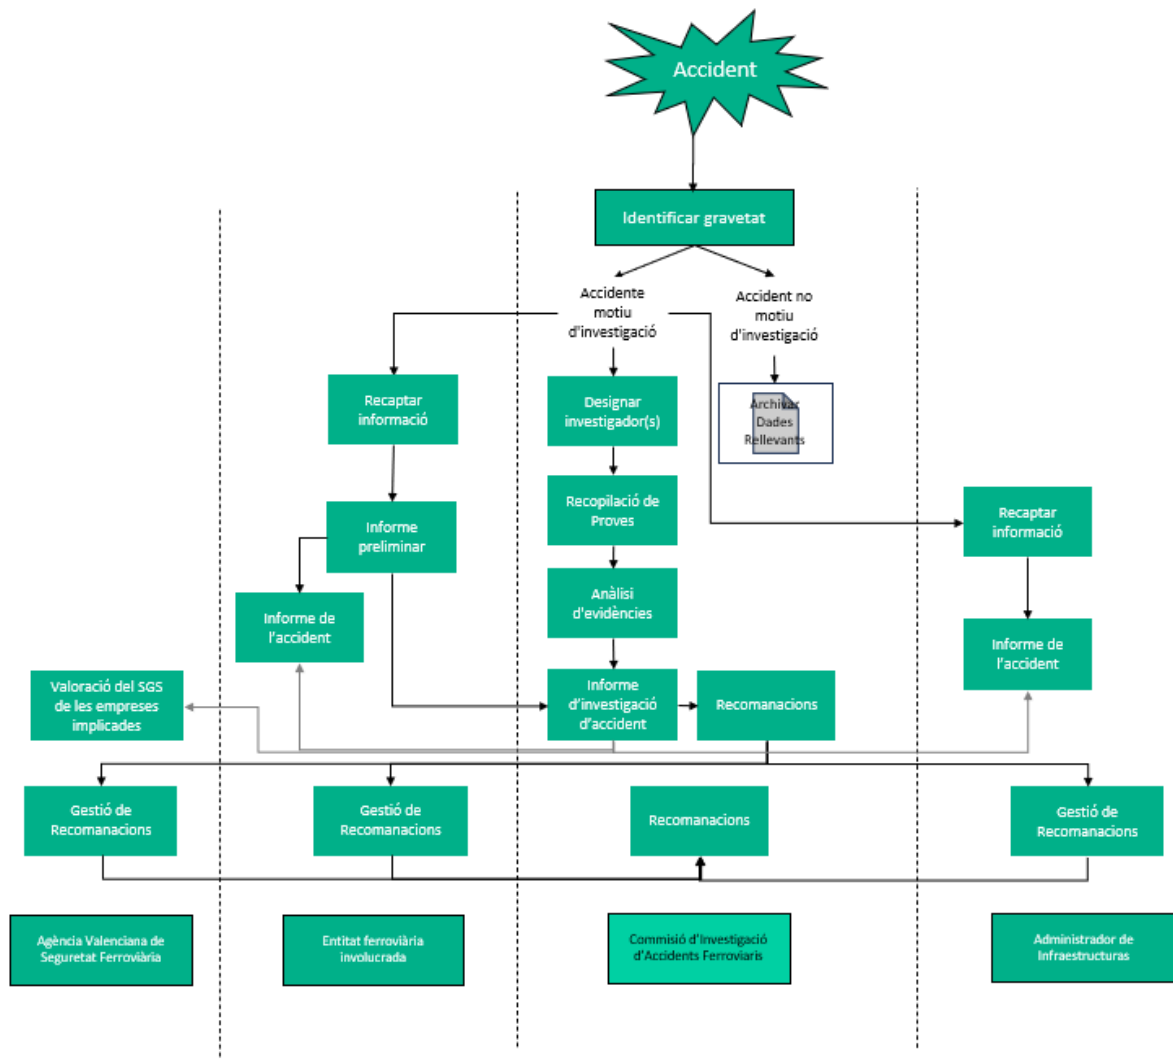 Accident
Identificar gravetat
Accidente
motiu
d'investigació
Accident no
motiu
d'investigació
Recaptar
informació
Designar
investigador(s)
Archivar
Dades
Rellevants
Recopilació de
Proves
Recaptar
informació
Informe
preliminar
Anàlisi
d'evidències
Informe de
l'accident
Informe de
l'accident
Valoració del SGS
de les empreses
implicades
Informe
d'investigació
d'accident
Recomanacions
Gestió de
Recomanacions
Gestió de
Recomanacions
Recomanacions
Gestió de
Recomanacions
Agència Valenciana de
Seguretat Ferroviària
Entitat ferroviària
involucrada
Commisió d'Investigació
d'Accidents Ferroviaris
Administrador de
Infraestructuras